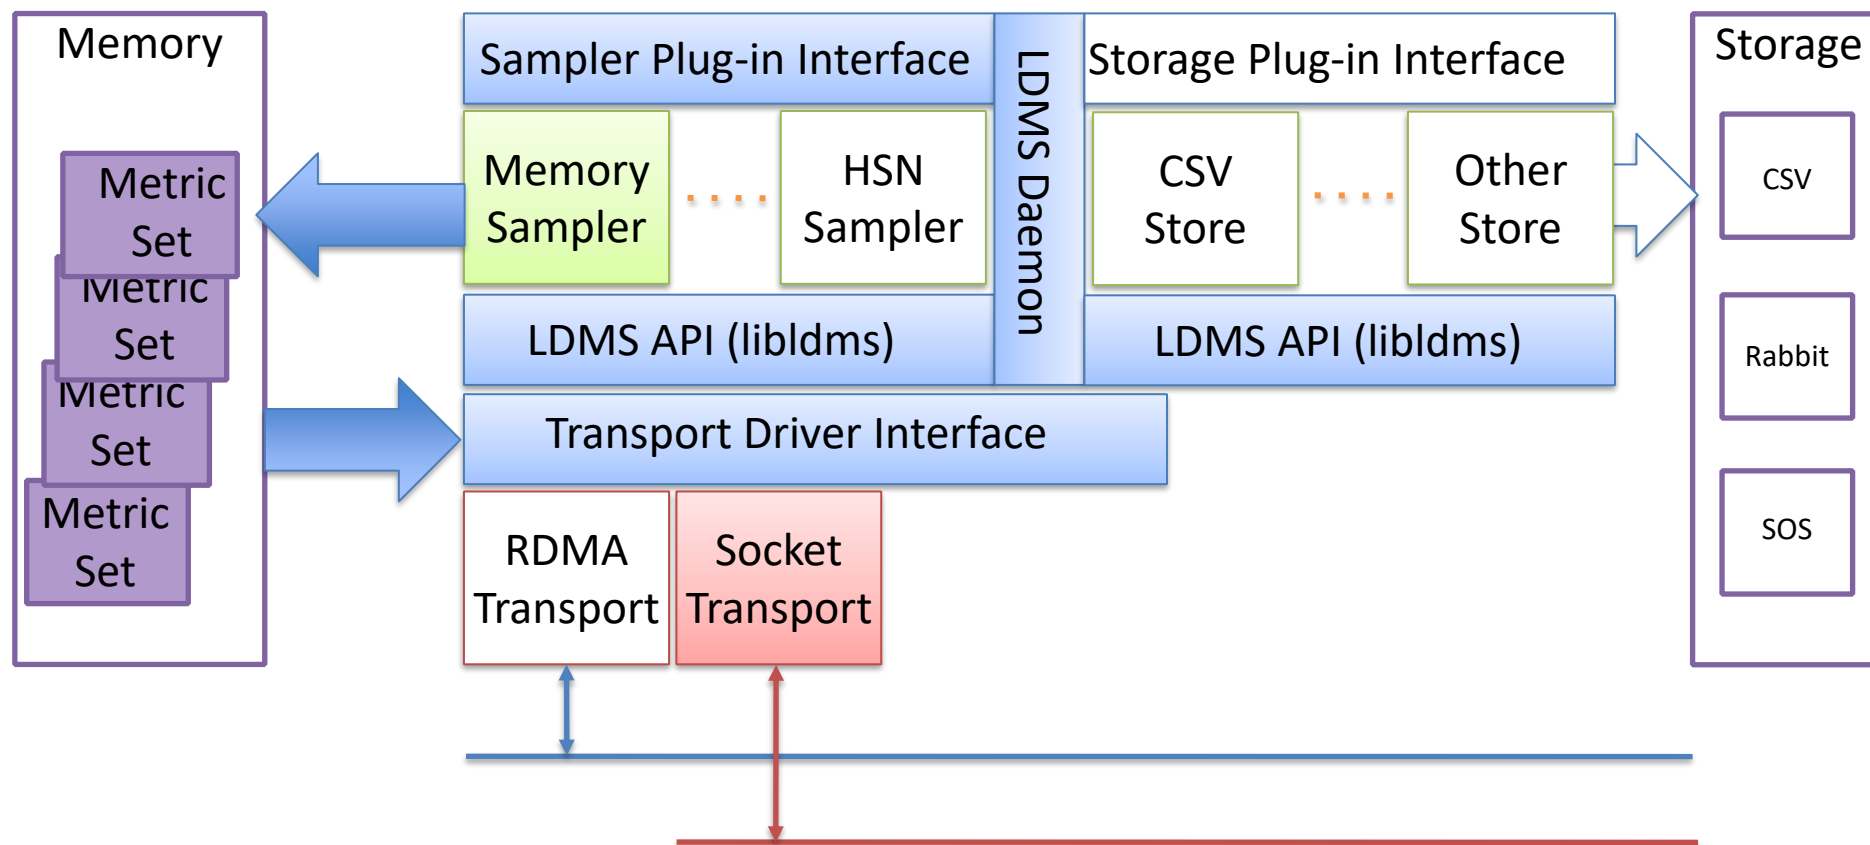 Memory
Metric
Set
Metric
Set
Metric
Set
Metric
Set
Sampler Plug-in Interface
Memory
Sampler
HSN
Sampler
LDMS API (libldms)
LDMS Daemon
Storage Plug-in Interface
CSV
Store
Other
Store
LDMS API (libldms)
Transport Driver Interface
RDMA
Transport
Socket
Transport
Storage
CSV
Rabbit
SOS